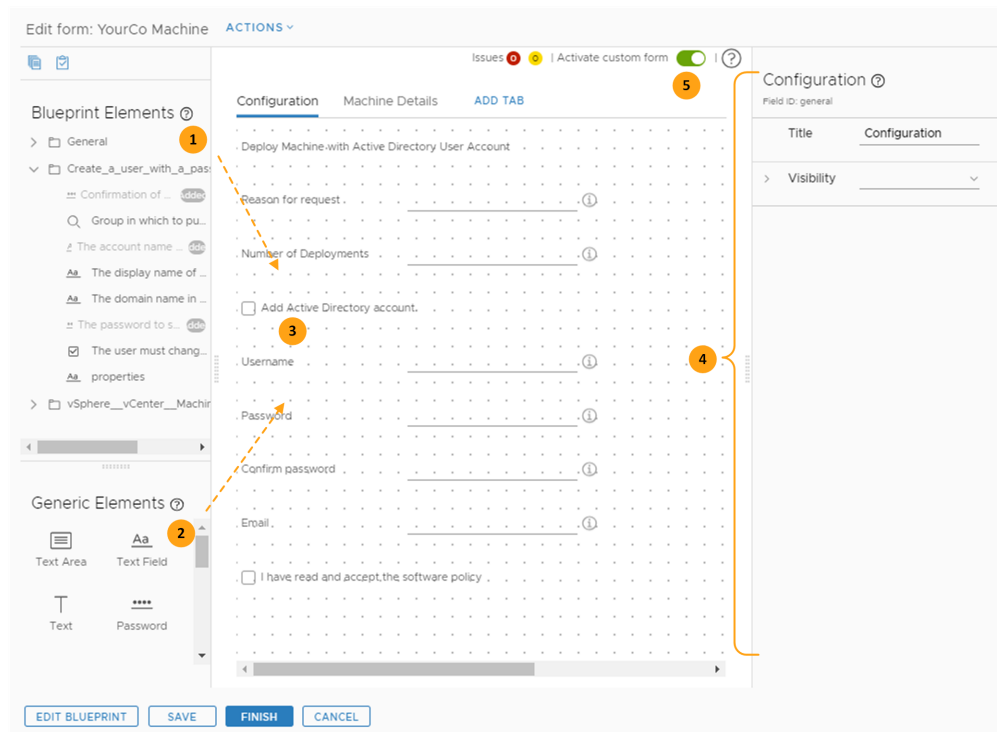 Edit form: YourCo Machine
ACTIONS
Issues 0 0 | Activate custom form |
5
Blueprint Elements
1
General
Create_a_user_with_a_pass
Confirmation of ...
Group in which to pu...
The account name ...
The display name of ...
The domain name in ...
The password to s...
The user must chang...
properties
vSphere__vCenter__Machin
Generic Elements
2
Text Area
Aa Text Field
Text
Password
Configuration Machine Details ADD TAB
Deploy Machine with Active Directory User Account
Reason for request
Number of Deployments
Add Active Directory account.
3
Username
Password
Confirm password
Email
I have read and accept the software policy
4
Configuration
Field ID: general
Title Configuration
Visibility
EDIT BLUEPRINT SAVE FINISH CANCEL